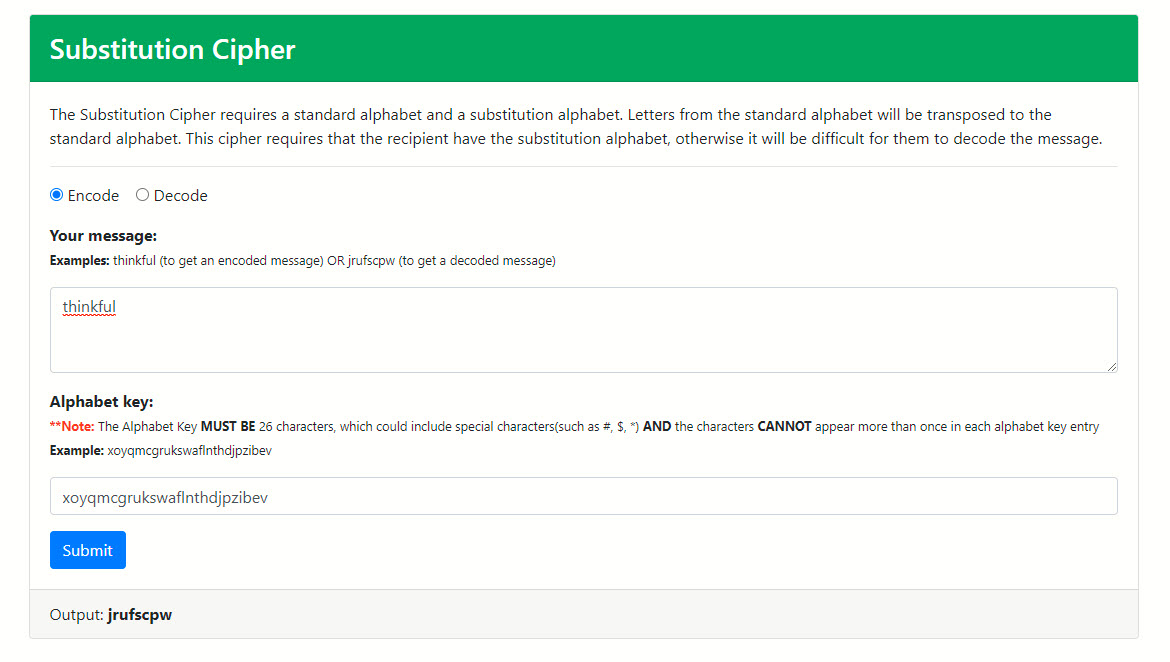 Substitution Cipher
The Substitution Cipher requires a standard alphabet and a substitution alphabet. Letters from the standard alphabet will be transposed to the
standard alphabet. This cipher requires that the recipient have the substitution alphabet, otherwise it will be difficult for them to decode the message.
Encode Decode
Your message:
Examples: thinkful (to get an encoded message) OR jrufscpw (to get a decoded message)
thinkful
Alphabet key:
**Note: The Alphabet Key MUST BE 26 characters, which could include special characters(such as #, $, *) AND the characters CANNOT appear more than once in each alphabet key entry
Example: xoyqmcgrukswaflnthdjpzibev
xoyqmcgrukswaflnthdjpzibev
Submit
Output: jrufscpw